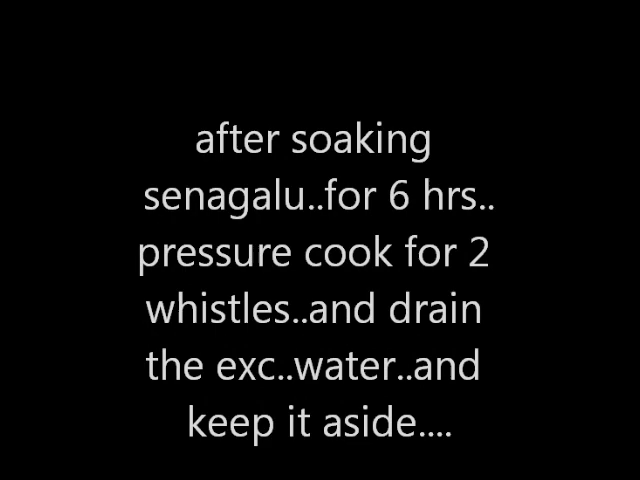 after soaking
senagalu..for 6 hrs..
pressure cook for 2
whistles..and drain
the exc..water..and
keep it aside....